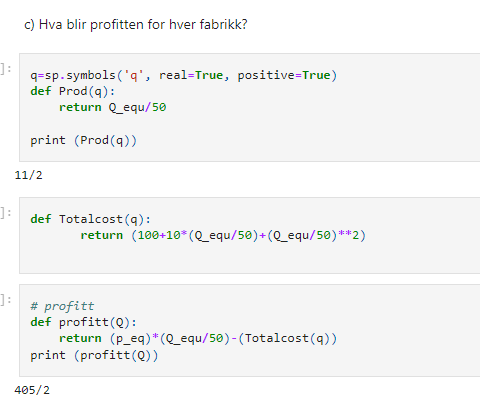 c) Hva blir profitten for hver fabrikk?
]:
q=sp.symbols('q', real=True, positive=True)
def Prod(q):
    return Q_equ/50
print (Prod(q))
11/2
]:
def Totalcost(q):
        return (100+10*(Q_equ/50)+(Q_equ/50)**2)
]:
# profitt
def profitt(Q):
    return (p_eq)*(Q_equ/50)-(Totalcost(q))
print (profitt(Q))
405/2